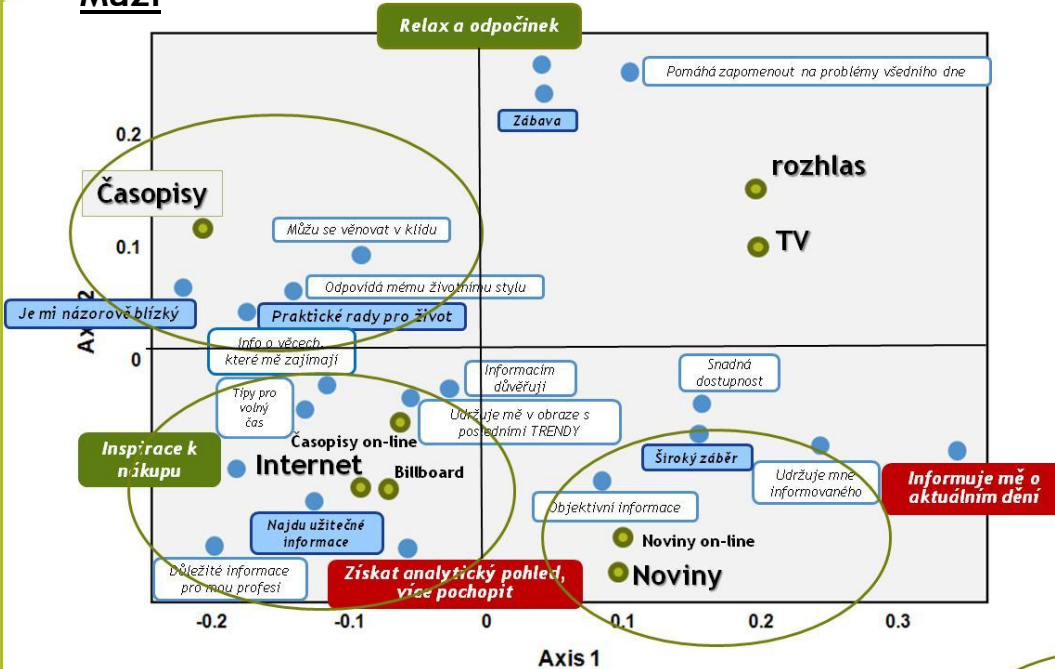 Muži
Relax a odpočinek
Pomáhá zapomenout na problémy všedního dne
Zábava
0.2
Časopisy
rozhlas
Můžu se věnovat v klidu
TV
0.1
Odpovídá mému životnímu stylu
Je mi názorově blízký
Praktické rady pro život
Axis 2
Info o věcech,
které mě zajímají
0
Snadná
dostupnost
Informacím
důvěřuji
Tipy pro
volný
čas
Udržuje mě v obraze s
posledními TRENDY
Časopisy on-line
Inspirace k
nákupu
Internet
Billboard
Široký záběr
Udržuje mne
informovaného
Informuje mě o
aktuálním dění
Objektivní informace
Najdu užitečné
informace
Noviny on-line
Důležité informace
pro mou profesi
Získat analytický pohled,
více pochopit
Noviny
-0.2
-0.1
0
0.1
0.2
0.3
Axis 1